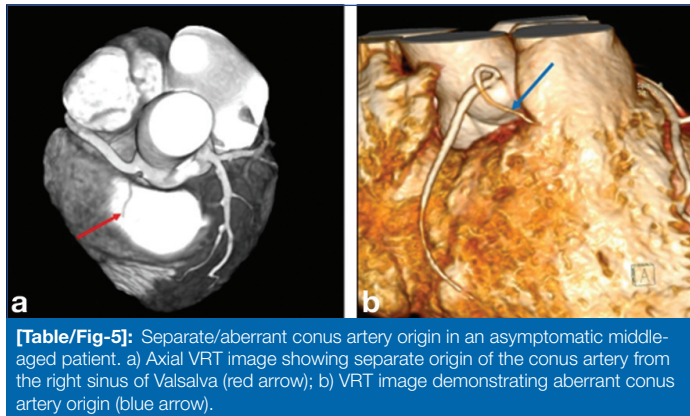 a
b
A
[Table/Fig-5]: Separate/aberrant conus artery origin in an asymptomatic middle-
aged patient. a) Axial VRT image showing separate origin of the conus artery from
the right sinus of Valsalva (red arrow); b) VRT image demonstrating aberrant conus
artery origin (blue arrow).